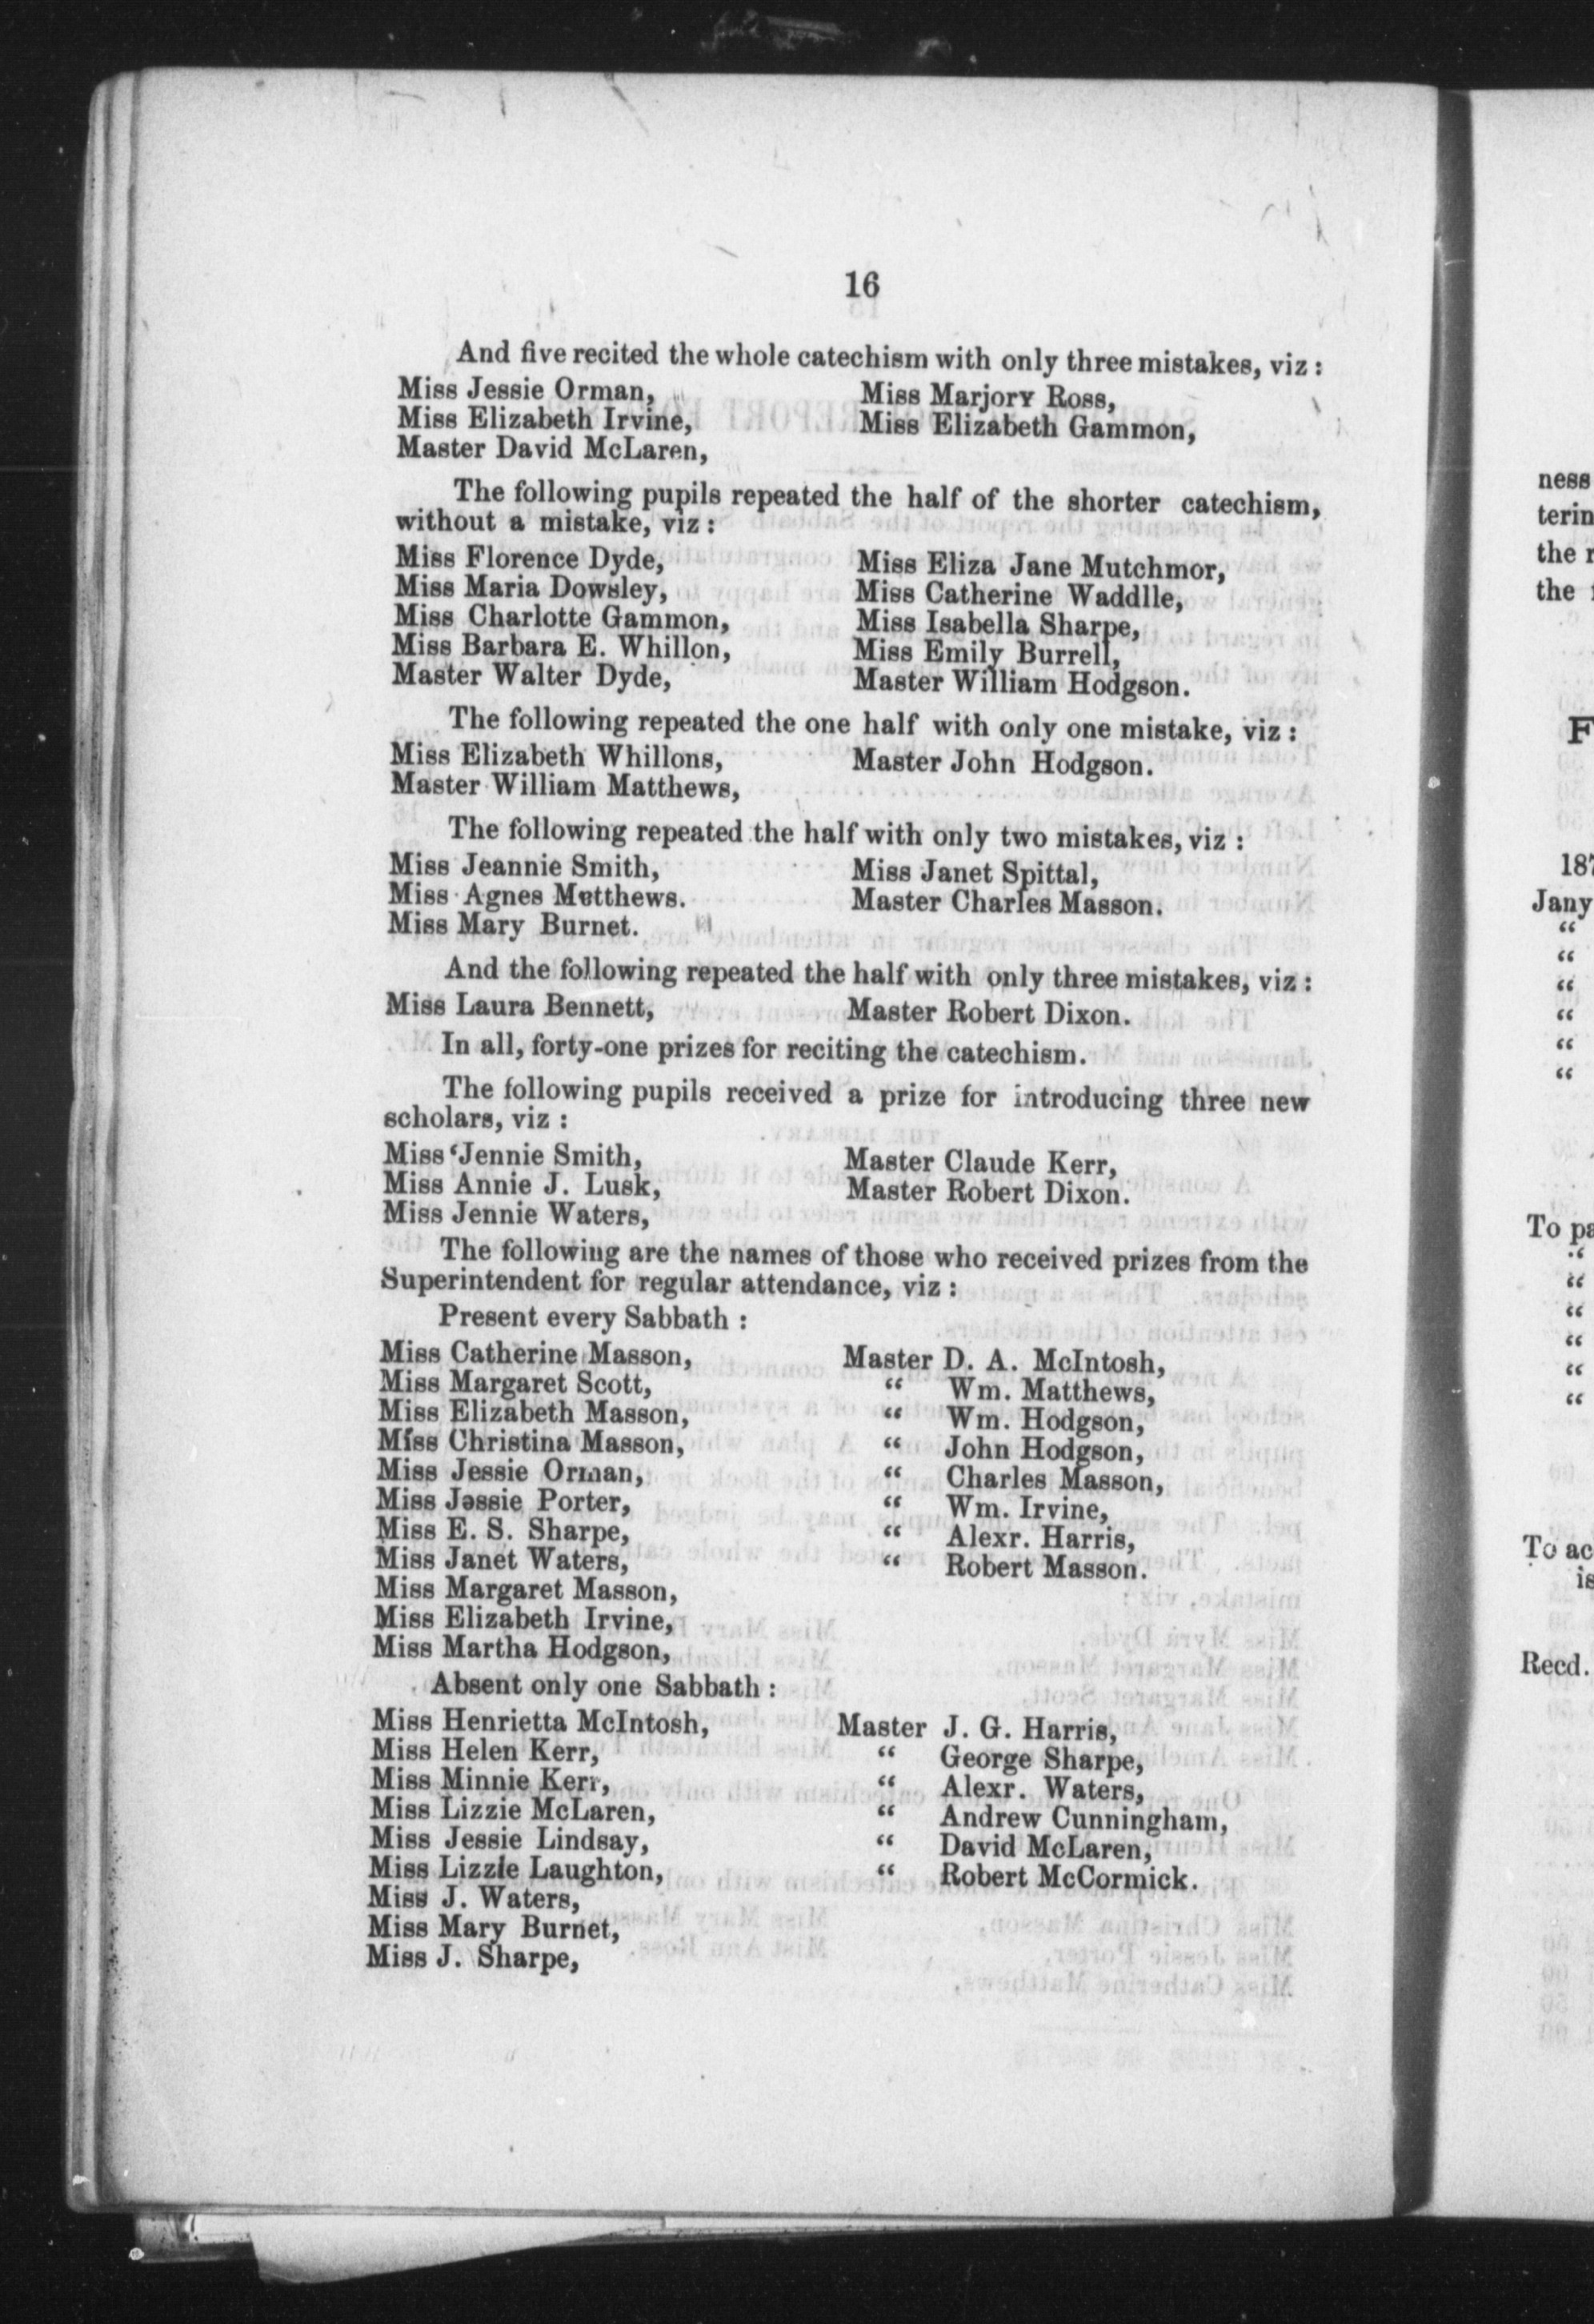 16
And five recited the whole catechism with only three mistakes, viz :
Miss Jessie Orman, Miss Marjory Ross,
Miss Elizabeth Irvine, Miss Elizabeth Gammon,
Master David McLaren,
The following pupils repeated the half of the shorter catechism,
without a mistake, viz :
Miss Florence Dyde, Miss Eliza Jane Mutchmor,
Miss Maria Dowsley, Miss Catherine Waddlle,
Miss Charlotte Gammon, Miss Isabella Sharpe,
Miss Barbara E. Whillon, Miss Emily Burrell,
Master Walter Dyde, Master William Hodgson.
The following repeated the one half with only one mistake, viz :
Miss Elizabeth Whillons, Master John Hodgson.
Master William Matthews,
The following repeated the half with only two mistakes, viz :
Miss Jeannie Smith, Miss Janet Spittal,
Miss Agnes Metthews. Master Charles Masson.
Miss Mary Burnet.
And the following repeated the half with only three mistakes, viz :
Miss Laura Bennett, Master Robert Dixon.
In all, forty-one prizes for reciting the catechism.
The following pupils received a prize for introducing three new
scholars, viz :
Miss ‘Jennie Smith, Master Claude Kerr,
Miss Annie J. Lusk, Master Robert Dixon.
Miss Jennie Waters,
The following are the names of those who received prizes from the
Superintendent for regular attendance, viz :
Present every Sabbath :
Miss Catherine Masson, Master D. A. McIntosh,
Miss Margaret Scott, “ Wm. Matthews,
Miss Elizabeth Masson, “ Wm. Hodgson,
Miss Christina Masson, “ John Hodgson,
Miss Jessie Orman, “ Charles Masson,
Miss Jəssie Porter, “ Wm. Irvine,
Miss E. S. Sharpe, “ Alexr. Harris,
Miss Janet Waters, “ Robert Masson.
Miss Margaret Masson,
Miss Elizabeth Irvine,
Miss Martha Hodgson,
Absent only one Sabbath :
Miss Henrietta McIntosh, Master J. G. Harris,
Miss Helen Kerr, “ George Sharpe,
Miss Minnie Kerr, “ Alexr. Waters,
Miss Lizzie McLaren, “ Andrew Cunningham,
Miss Jessie Lindsay, “ David McLaren,
Miss Lizzie Laughton, “ Robert McCormick.
Miss J. Waters,
Miss Mary Burnet,
Miss J. Sharpe,
ness
terin
the
the
F
187
Jany
“
“
“
“
“
“
To pa
“
“
“
“
“
“
To ac
is
Recd.